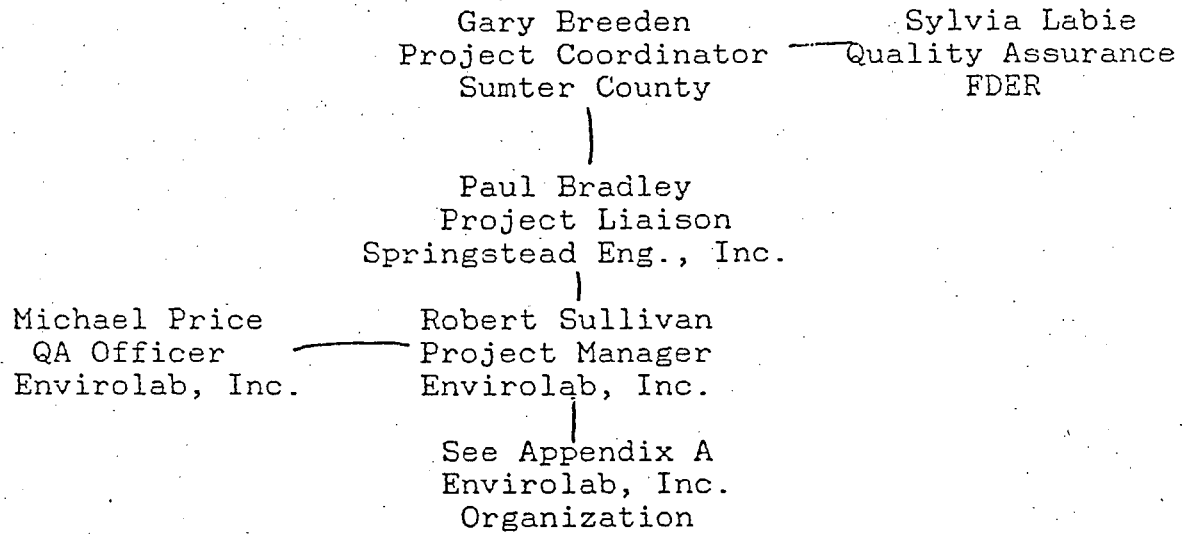 Gary Breeden
Project Coordinator
Sumter County
Sylvia Labie
Quality Assurance
FDER
Paul Bradley
Project Liaison
Springstead Eng., Inc.
Michael Price
QA Officer
Envirolab, Inc.
Robert Sullivan
Project Manager
Envirolab, Inc.
See Appendix A
Envirolab, Inc.
Organization